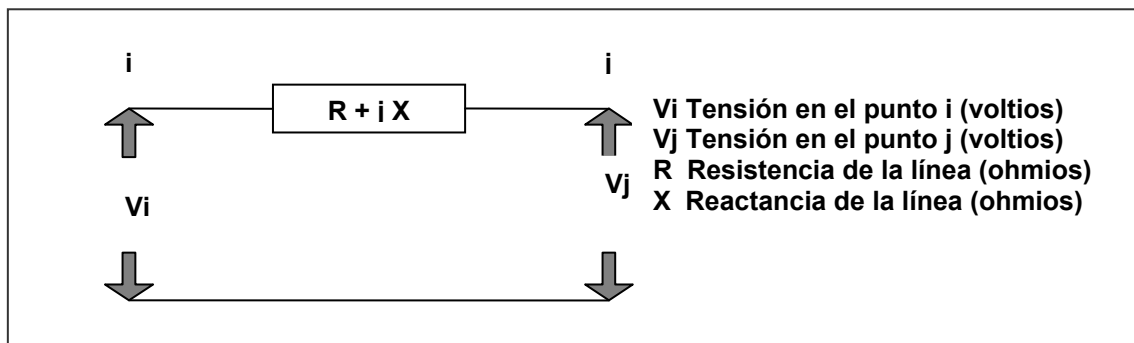 i i
R + j X
Vi Tensión en el punto i (voltios)
Vj Tensión en el punto j (voltios)
R Resistencia de la línea (ohmios)
X Reactancia de la línea (ohmios)
Vi
Vj